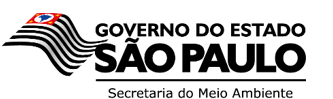 GOVERNO DO ESTADO
SÃO PAULO
Secretaria do Meio Ambiente